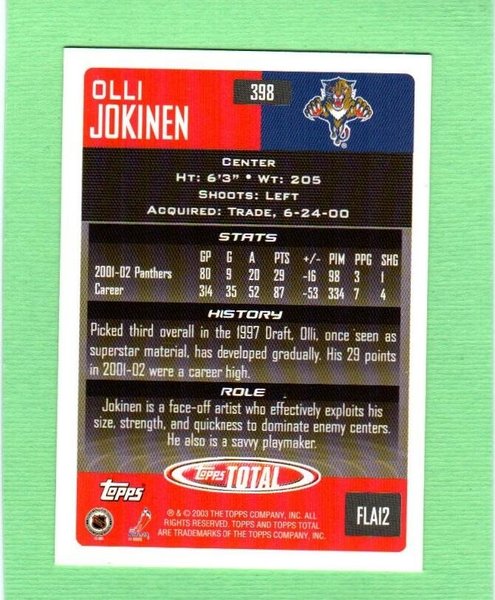 OLLI
JOKINEN
398
CENTER
HT: 6'3" • WT: 205
SHOOTS: LEFT
ACQUIRED: TRADE, 6-24-00
STATS
GP G A PTS +/- PIM PPG SHG
2001-02 Panthers 80 9 20 29 -16 98 3 1
Career 314 35 52 87 -53 334 7 4
HISTORY
Picked third overall in the 1997 Draft, Olli, once seen as
superstar material, has developed gradually. His 29 points
in 2001-02 were a career high.
ROLE
Jokinen is a face-off artist who effectively exploits his
size, strength, and quickness to dominate enemy centers.
He also is a savvy playmaker.
Topps TOTAL
Topps
FLA12
® & © 2003 THE TOPPS COMPANY, INC. ALL
RIGHTS RESERVED. TOPPS AND TOPPS TOTAL
ARE TRADEMARKS OF THE TOPPS COMPANY, INC.